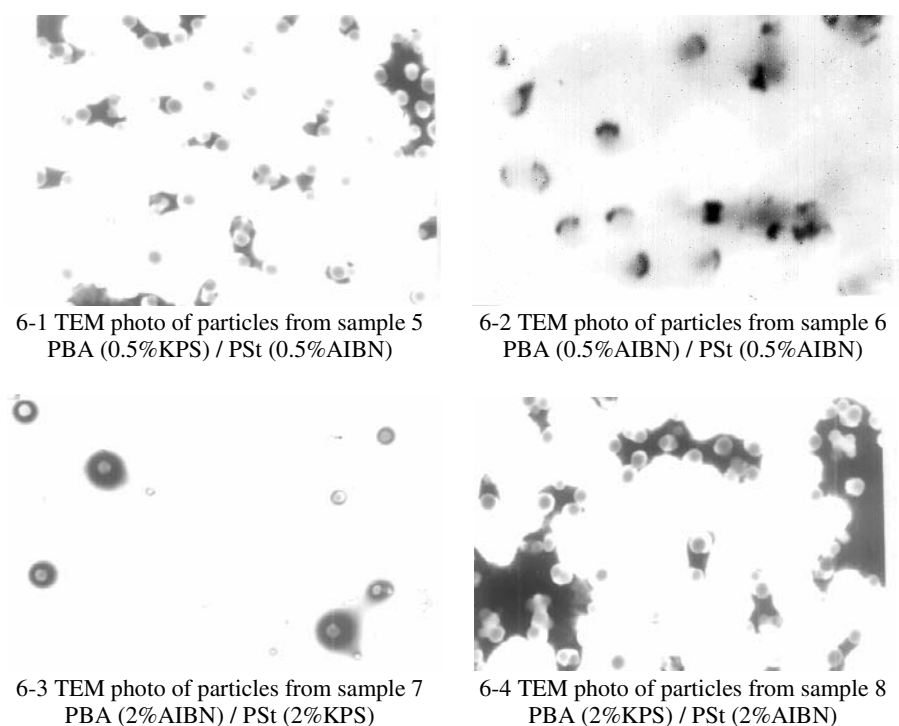 6-1 TEM photo of particles from sample 5
PBA (0.5%KPS) / PSt (0.5%AIBN)
6-2 TEM photo of particles from sample 6
PBA (0.5%AIBN) / PSt (0.5%AIBN)
6-3 TEM photo of particles from sample 7
PBA (2%AIBN) / PSt (2%KPS)
6-4 TEM photo of particles from sample 8
PBA (2%KPS) / PSt (2%AIBN)